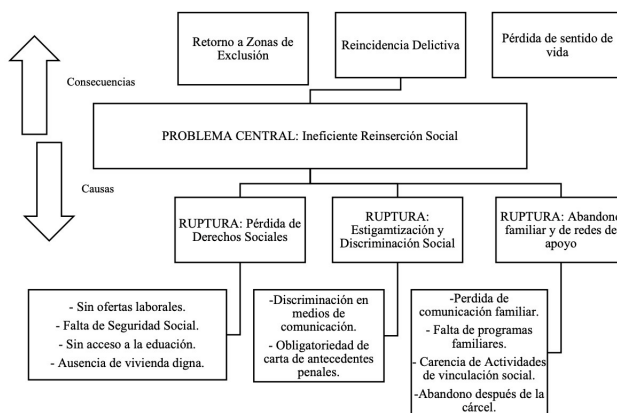 Retorno a Zonas de
Exclusión
Reincidencia Delictiva
Pérdida de sentido de
vida
Consecuencias
PROBLEMA CENTRAL: Ineficiente Reinserción Social
Causas
RUPTURA: Pérdida de
Derechos Sociales
RUPTURA:
Estigamtización y
Discriminación Social
RUPTURA: Abandono
familiar y de redes de
apoyo
- Sin ofertas laborales.
- Falta de Seguridad Social.
- Sin acceso a la eduación.
- Ausencia de vivienda digna.
-Discriminación en
medios de
comunicación.
- Obligatoriedad de
carta de antecedentes
penales.
-Perdida de
comunicación familiar.
- Falta de programas
familiares.
- Carencia de Actividades
de vinculación social.
-Abandono después de la
cárcel.